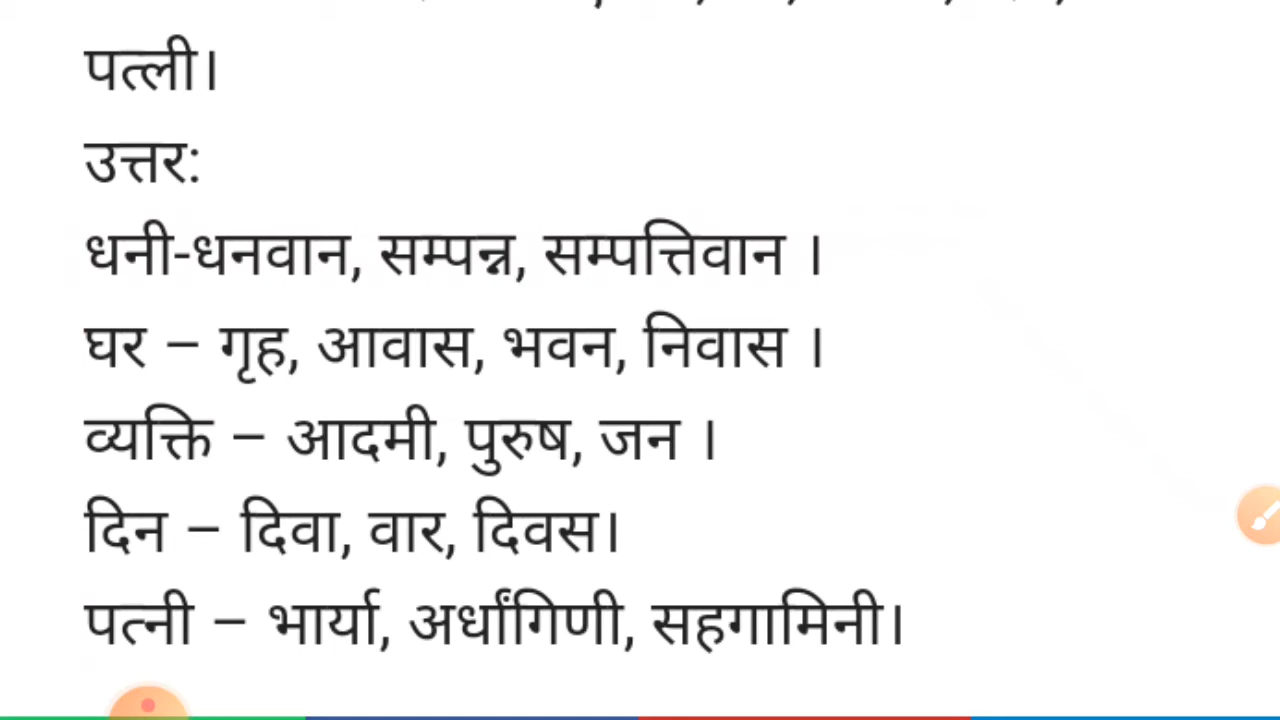 पत्ली।
उत्तर:
धनी-धनवान, सम्पन्न, सम्पत्तिवान ।
घर – गृह, आवास, भवन, निवास ।
व्यक्ति – आदमी, पुरुष, जन ।
दिन – दिवा, वार, दिवस।
पत्नी – भार्या, अर्धांगिणी, सहगामिनी।